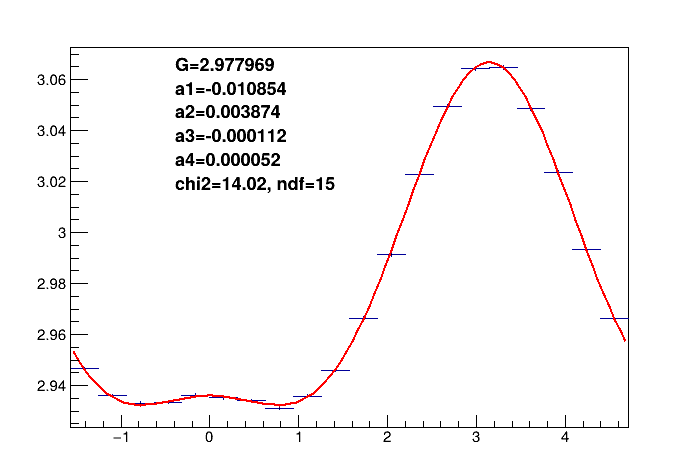 G=2.977969
a1=-0.010854
a2=0.003874
a3=-0.000112
a4=0.000052
chi2=14.02, ndf=15
3.06
3.04
3.02
3
2.98
2.96
2.94
−1 0 1 2 3 4